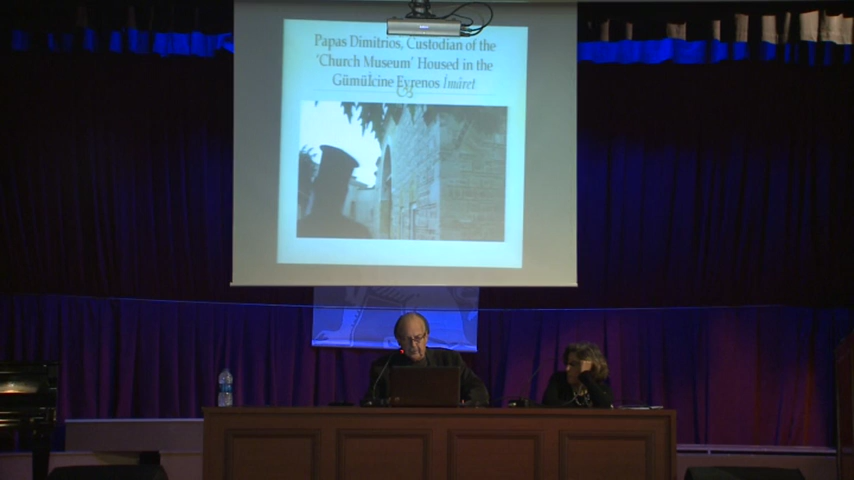 Papas Dimitrios, Custodian of the
'Church Museum' Housed in the
Gümülcine Evrenos İmâret